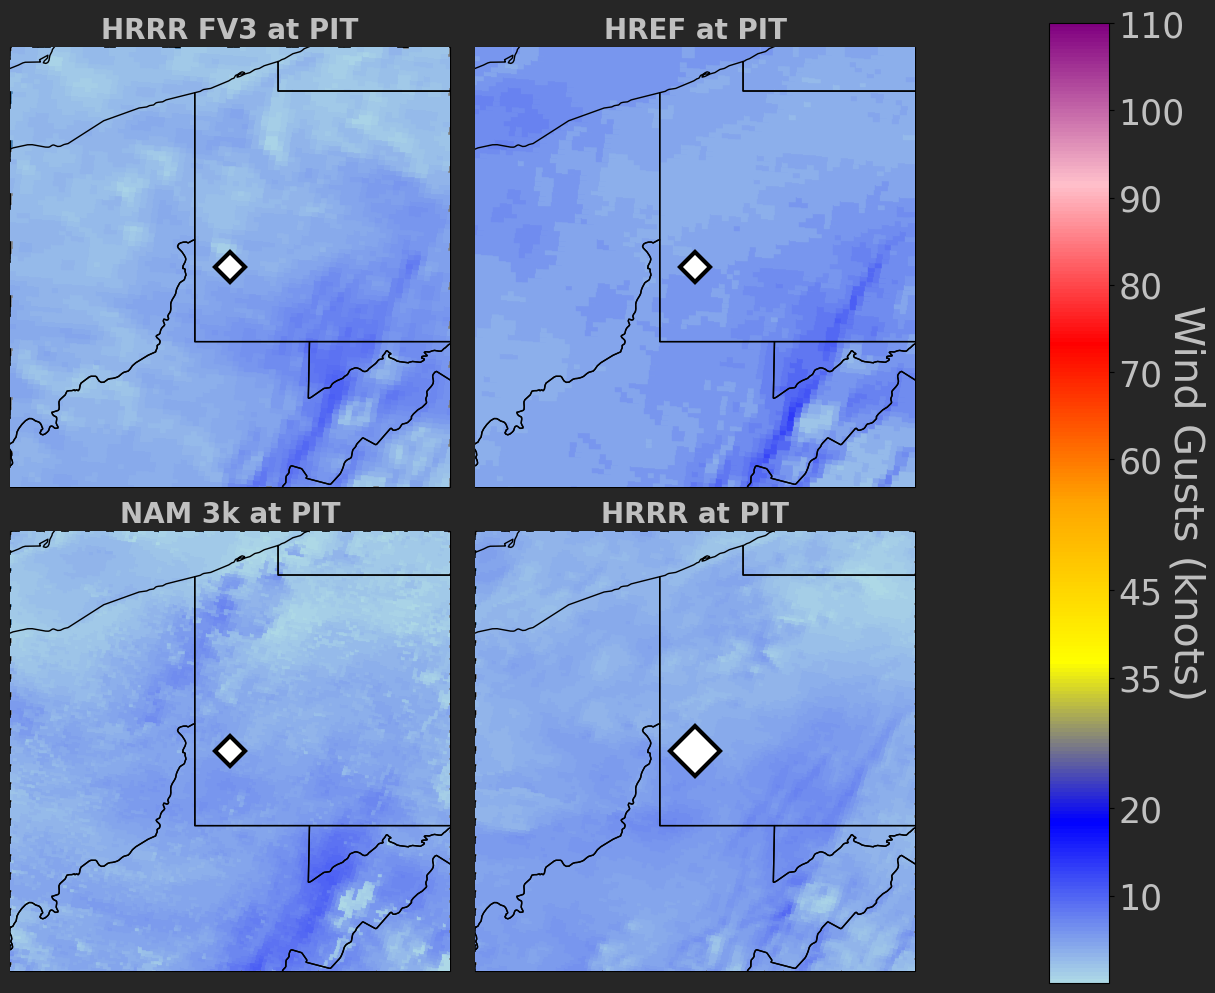 HRRR FV3 at PIT
HREF at PIT
NAM 3k at PIT
HRRR at PIT
110
100
90
80
70
60
45
35
20
10
Wind Gusts (knots)